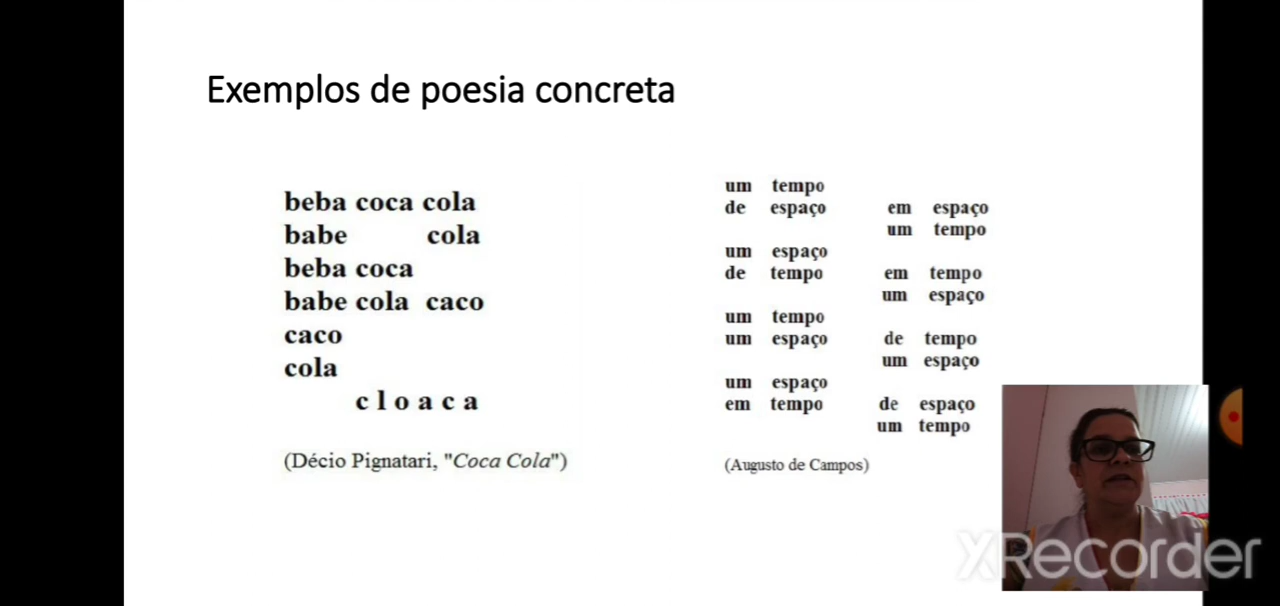 Exemplos de poesia concreta
beba coca cola
babe cola
beba coca
babe cola caco
caco
cola
c l o a c a
(Décio Pignatari, "Coca Cola")
um tempo
de espaço em espaço
um tempo
um espaço
de tempo em tempo
um espaço
um tempo
um espaço de tempo
um espaço
um espaço
em tempo de espaço
um tempo
(Augusto de Campos)
XRecorder